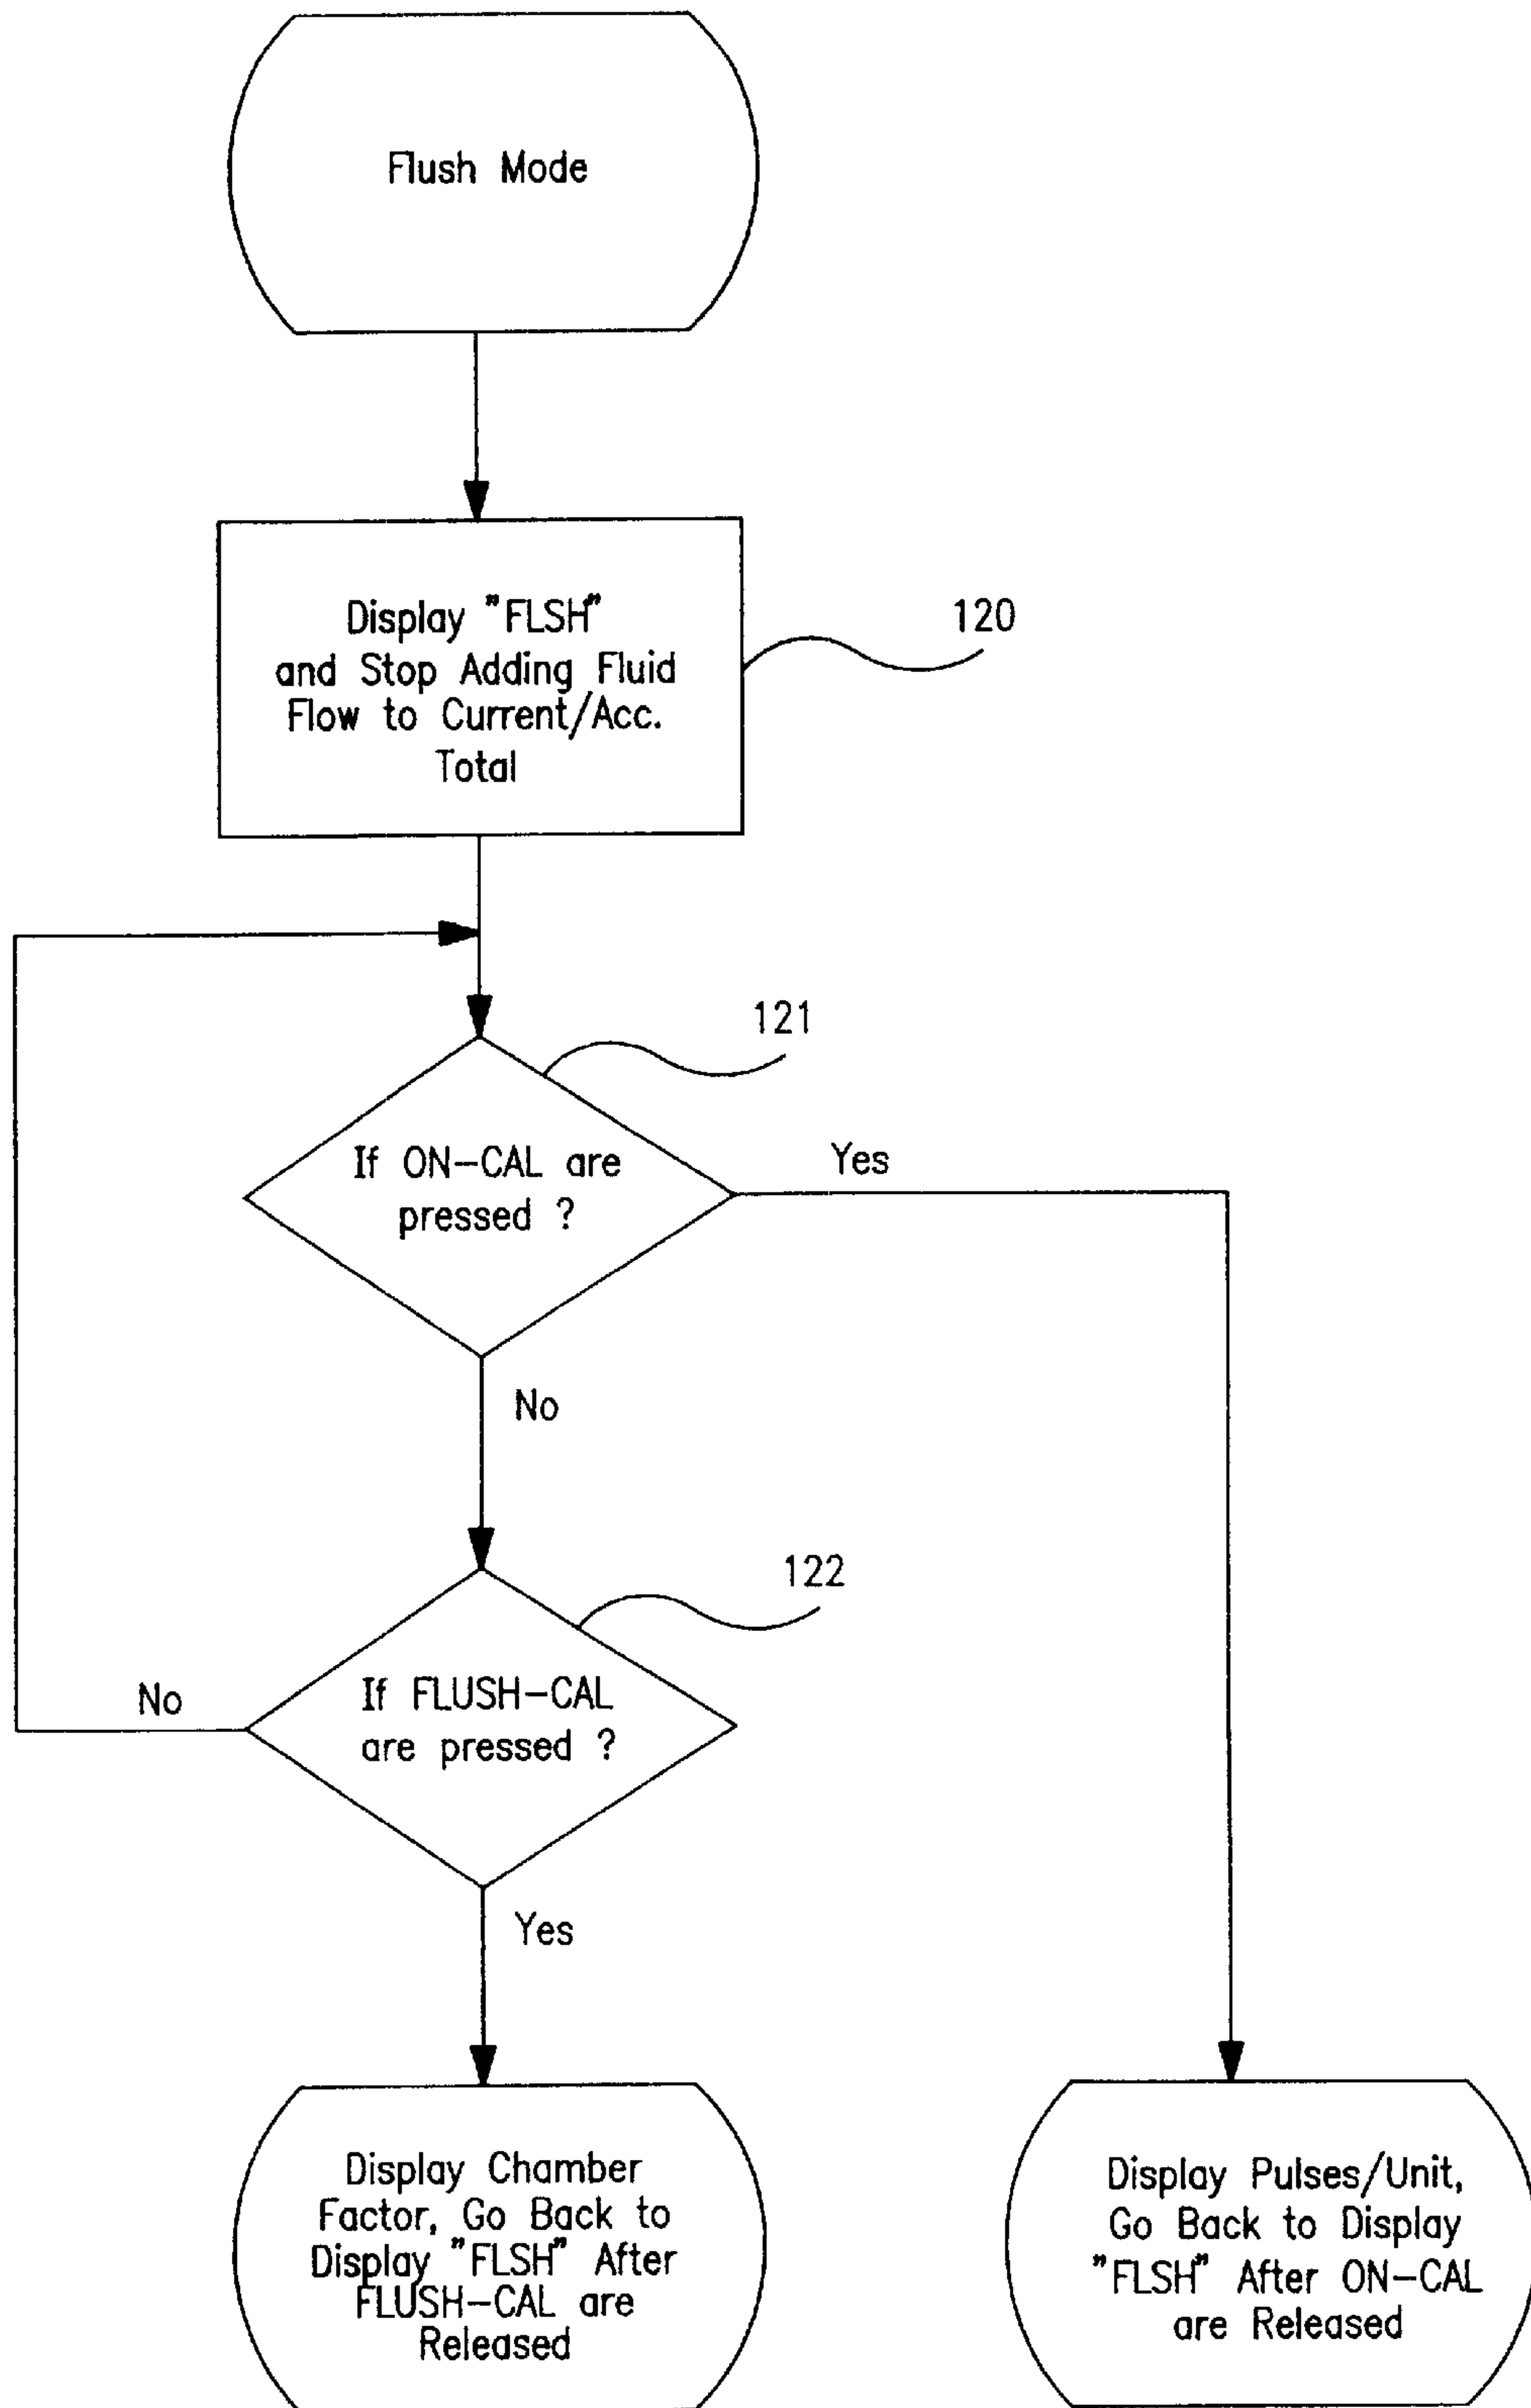 Flush Mode
Display "FLSH"
and Stop Adding Fluid
Flow to Current/Acc.
Total
120
121
If ON-CAL are
pressed ?
Yes
No
122
If FLUSH-CAL
are pressed ?
No
Yes
Display Chamber
Factor, Go Back to
Display "FLSH" After
FLUSH-CAL are
Released
Display Pulses/Unit,
Go Back to Display
"FLSH" After ON-CAL
are Released